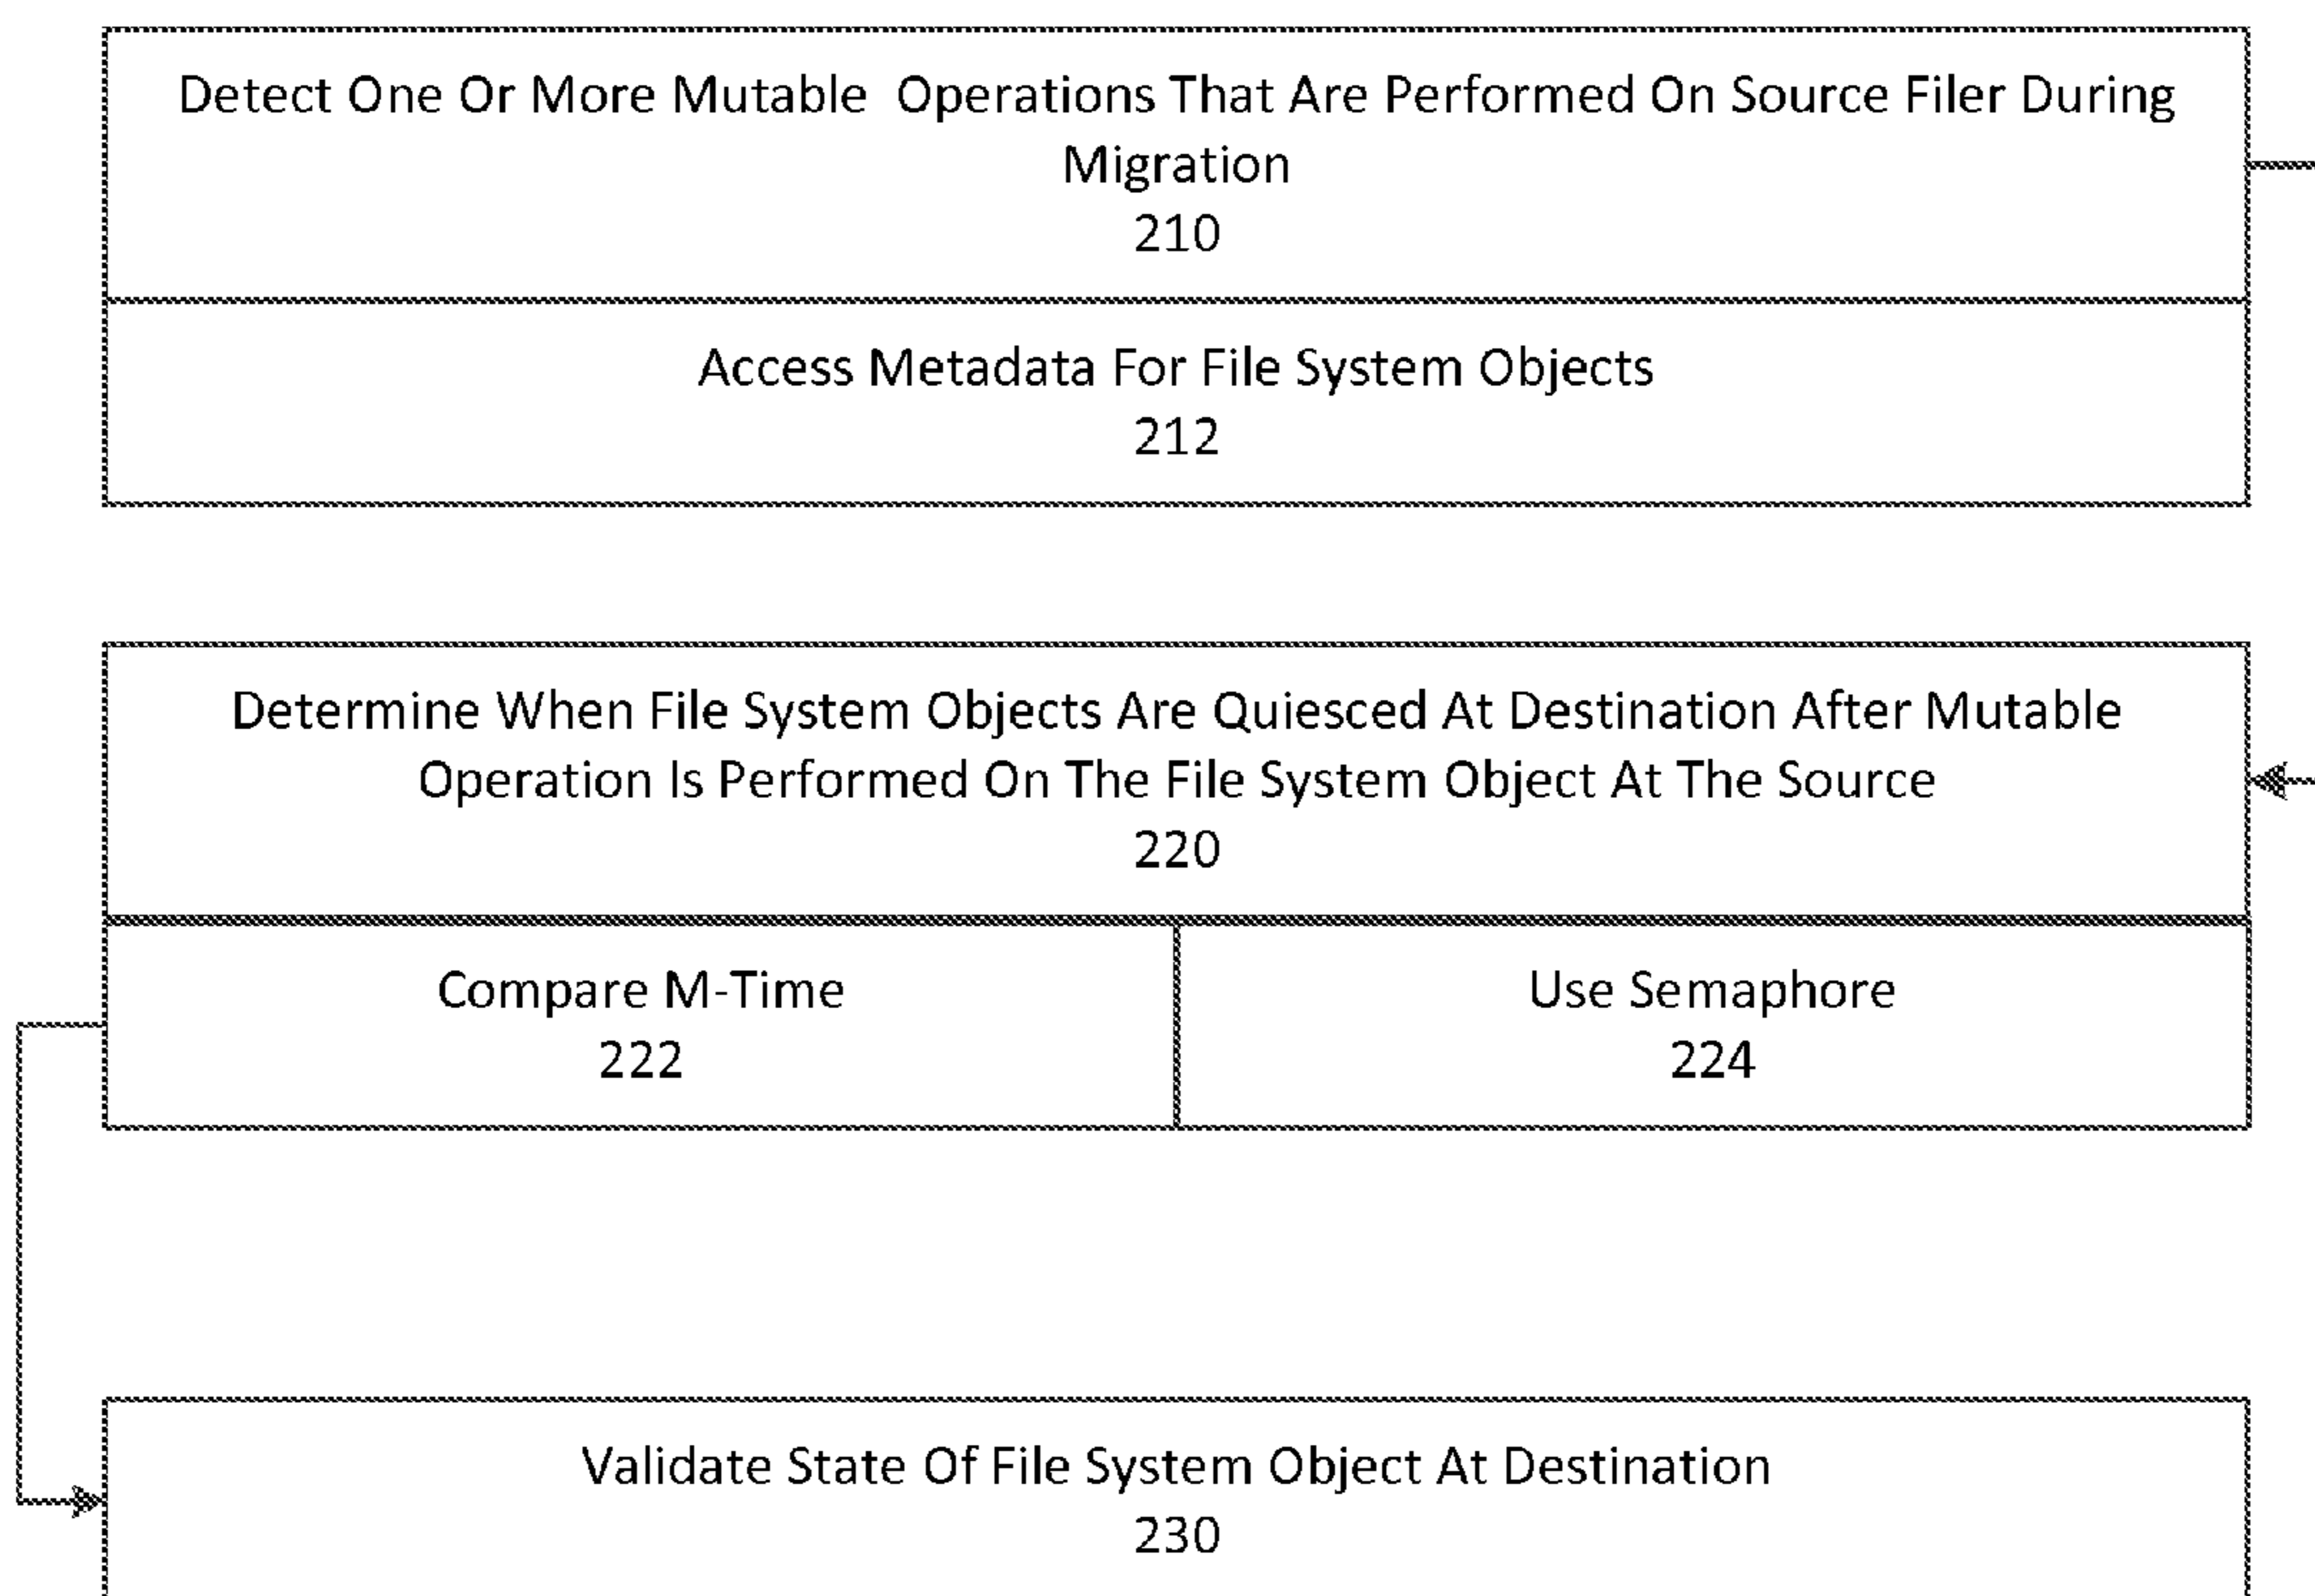 Detect One Or More Mutable  Operations That Are Performed On Source Filer During
Migration
210
Access Metadata For File System Objects
212
Determine When File System Objects Are Quiesced At Destination After Mutable
Operation Is Performed On The File System Object At The Source
220
Compare M-Time
222
Use Semaphore
224
Validate State Of File System Object At Destination
230